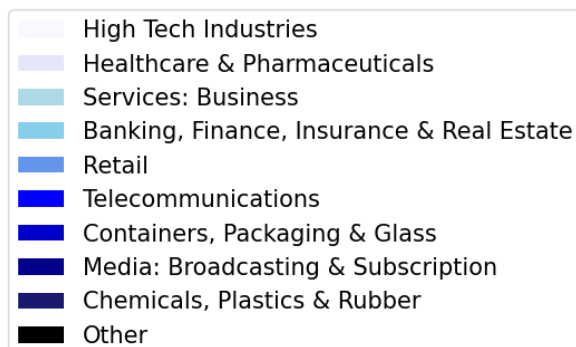 High Tech Industries
Healthcare & Pharmaceuticals
Services: Business
Banking, Finance, Insurance & Real Estate
Retail
Telecommunications
Containers, Packaging & Glass
Media: Broadcasting & Subscription
Chemicals, Plastics & Rubber
Other